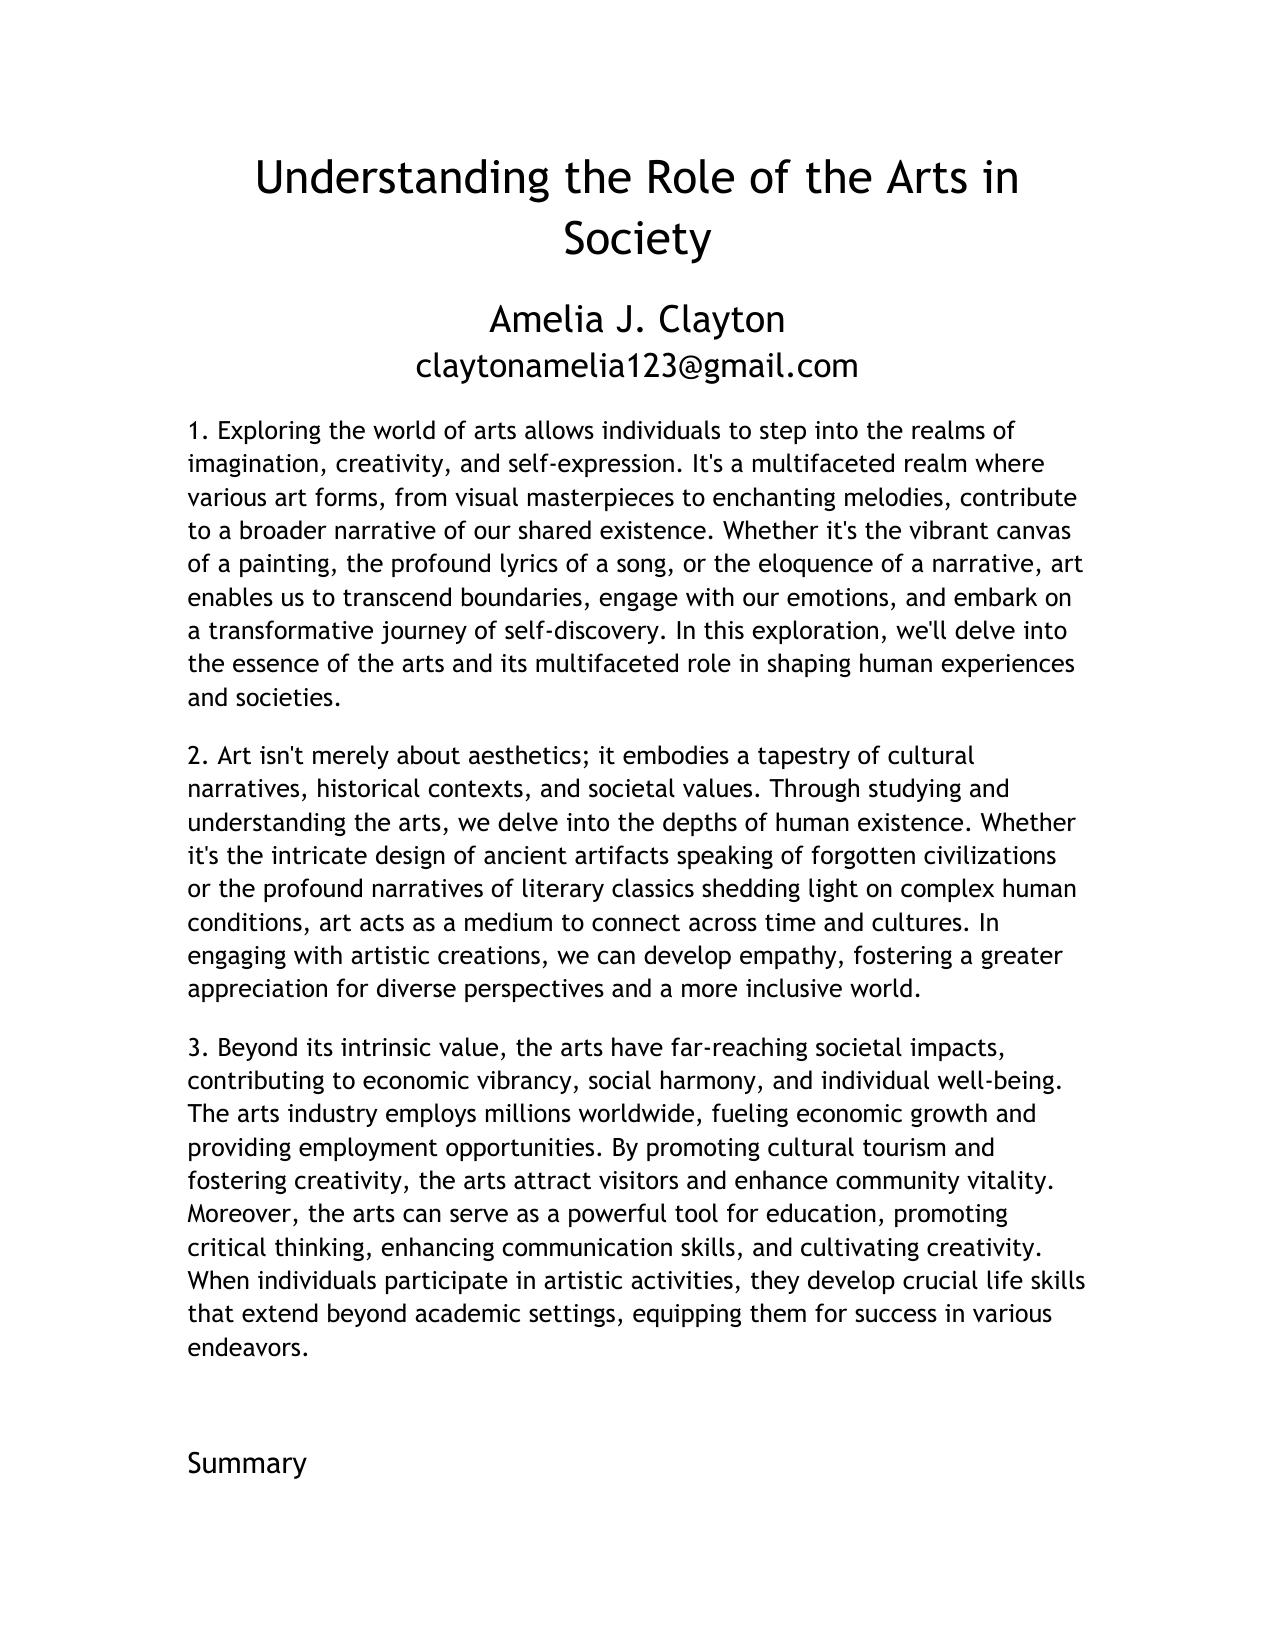 Understanding the Role of the Arts in
Society
Amelia J. Clayton
claytonamelia123@gmail.com
1. Exploring the world of arts allows individuals to step into the realms of
imagination, creativity, and self-expression. It's a multifaceted realm where
various art forms, from visual masterpieces to enchanting melodies, contribute
to a broader narrative of our shared existence. Whether it's the vibrant canvas
of a painting, the profound lyrics of a song, or the eloquence of a narrative, art
enables us to transcend boundaries, engage with our emotions, and embark on
a transformative journey of self-discovery. In this exploration, we'll delve into
the essence of the arts and its multifaceted role in shaping human experiences
and societies.
2. Art isn't merely about aesthetics; it embodies a tapestry of cultural
narratives, historical contexts, and societal values. Through studying and
understanding the arts, we delve into the depths of human existence. Whether
it's the intricate design of ancient artifacts speaking of forgotten civilizations
or the profound narratives of literary classics shedding light on complex human
conditions, art acts as a medium to connect across time and cultures. In
engaging with artistic creations, we can develop empathy, fostering a greater
appreciation for diverse perspectives and a more inclusive world.
3. Beyond its intrinsic value, the arts have far-reaching societal impacts,
contributing to economic vibrancy, social harmony, and individual well-being.
The arts industry employs millions worldwide, fueling economic growth and
providing employment opportunities. By promoting cultural tourism and
fostering creativity, the arts attract visitors and enhance community vitality.
Moreover, the arts can serve as a powerful tool for education, promoting
critical thinking, enhancing communication skills, and cultivating creativity.
When individuals participate in artistic activities, they develop crucial life skills
that extend beyond academic settings, equipping them for success in various
endeavors.
Summary